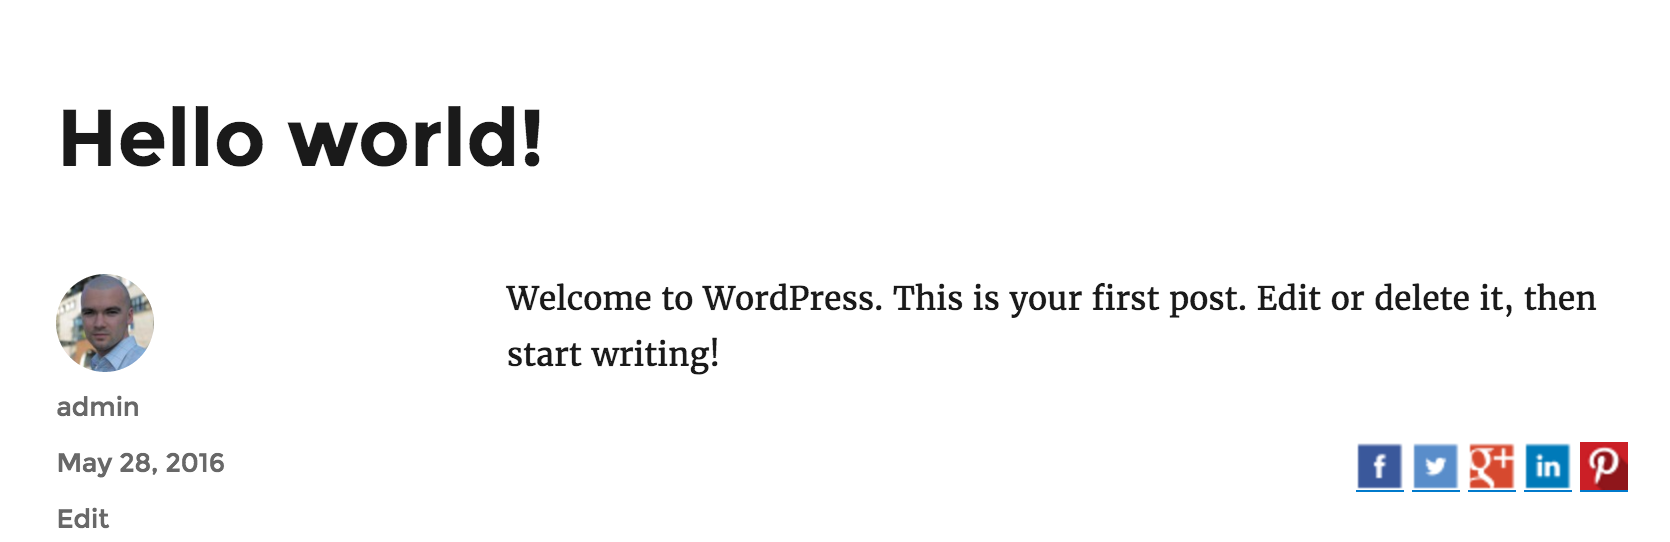 Hello world!
Welcome to WordPress. This is your first post. Edit or delete it, then
start writing!
admin
May 28, 2016
Edit
f g+ in